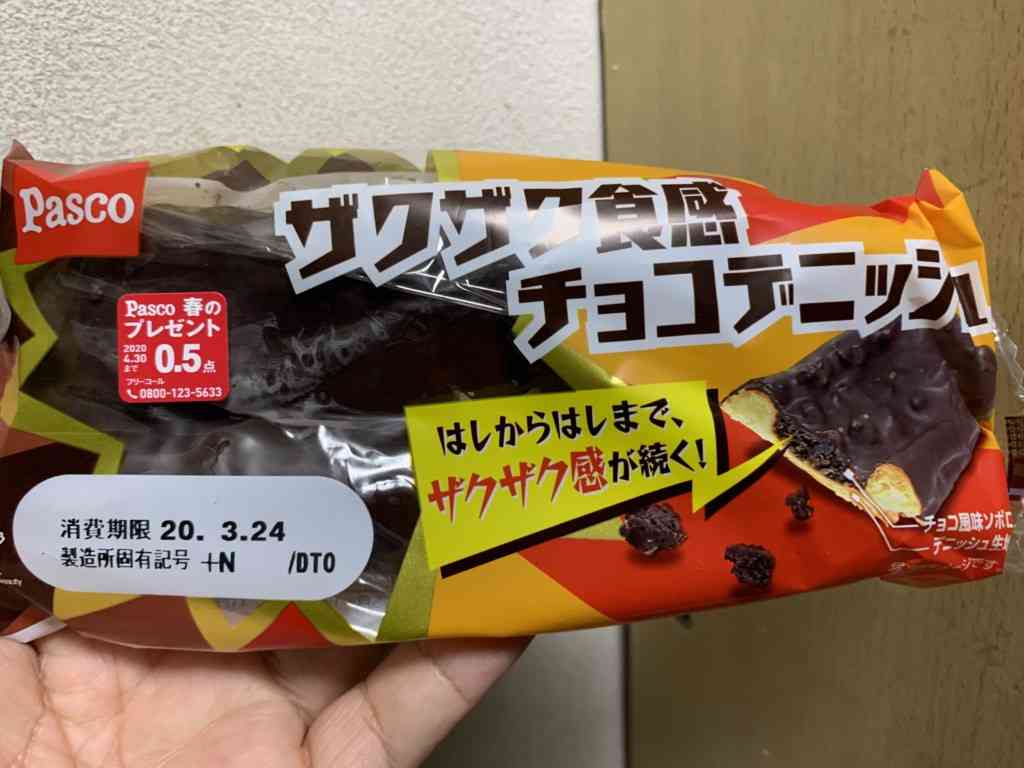 Pasco
ザクザク食感
チョコデニッシュ
Pasco 春の
プレゼント
2020
4.30
まで
0.5点
フリーコール
0800-123-5633
はしからはしまで、
ザクザク感が続く!
消費期限 20. 3.24
製造所固有記号 +N /DTO
チョコ風味ソボロ
デニッシュ生